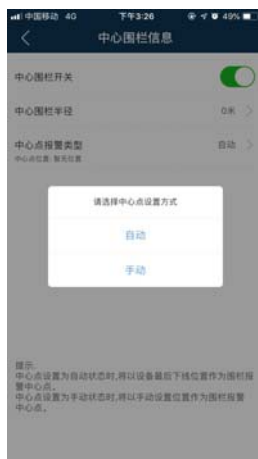 中国移动 4G 下午3:26 49%
中心围栏信息
中心围栏开关
中心围栏半径 0米
中心点报警类型 自动
中心点位置: 暂无位置
请选择中心点设置方式
自动
手动
提示:
中心点设置为自动状态时,将以设备最后下线位置作为围栏报
警中心点。
中心点设置为手动状态时,将以手动设置位置作为围栏报警
中心点。